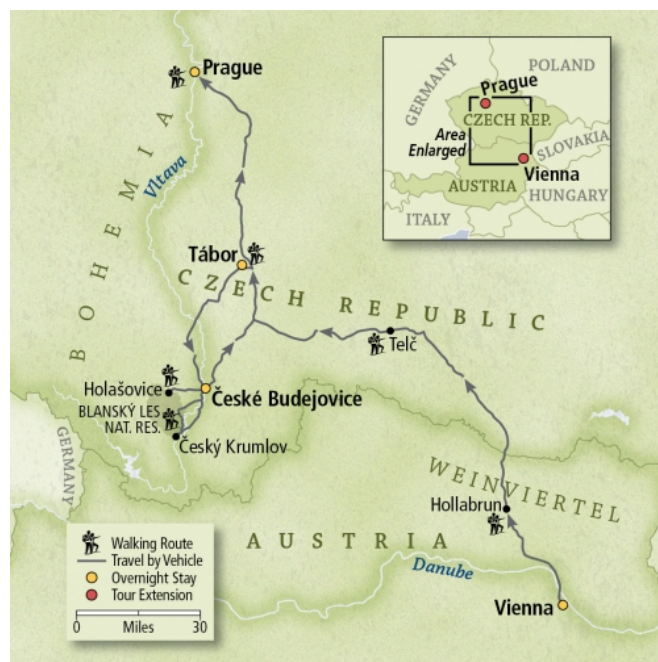 Prague
GERMANY
POLAND
Prague
CZECH REP.
Area
Enlarged
SLOVAKIA
Vienna
AUSTRIA
HUNGARY
ITALY
BOHEMIA
Vltava
Tábor
CZECH REPUBLIC
Telč
Holašovice
České Budejovice
BLANSKÝ LES
NAT. RES.
Český Krumlov
GERMANY
WEINVIERTEL
Hollabrun
AUSTRIA
Danube
Vienna
Walking Route
Travel by Vehicle
Overnight Stay
Tour Extension
0 Miles 30